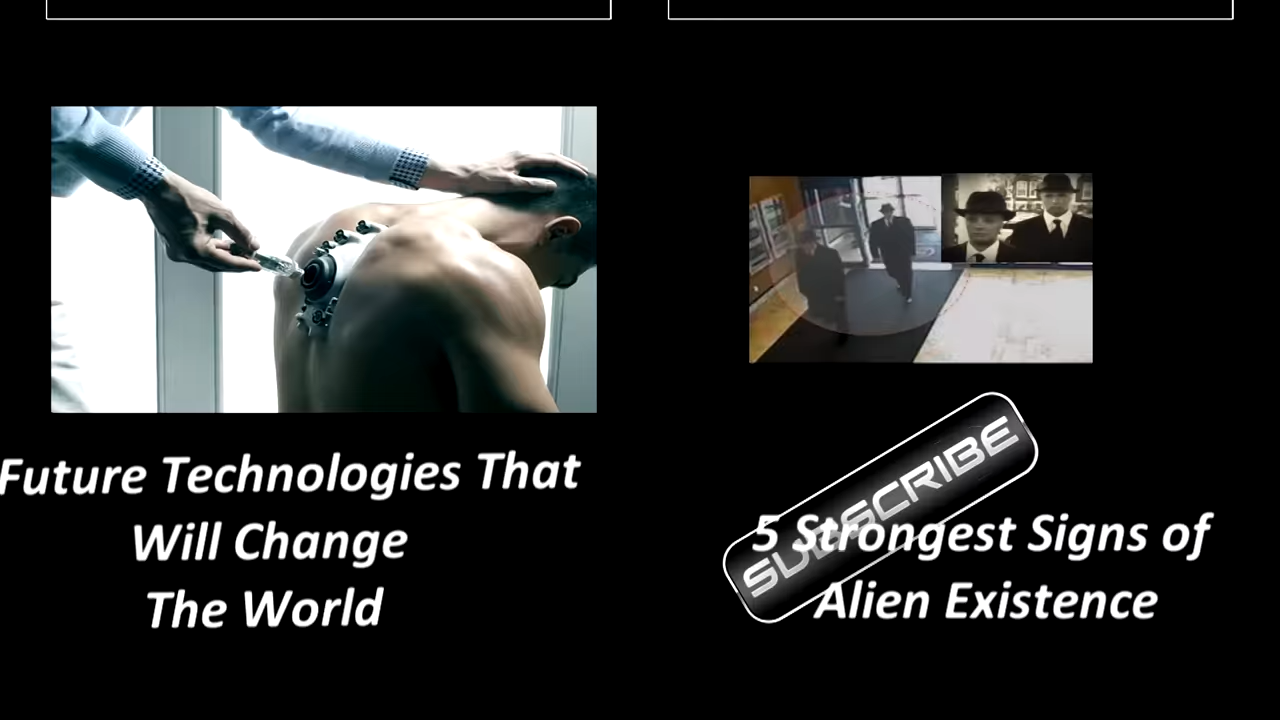 Future Technologies That
Will Change
The World
SUBSCRIBE
5 Strongest Signs of
Alien Existence